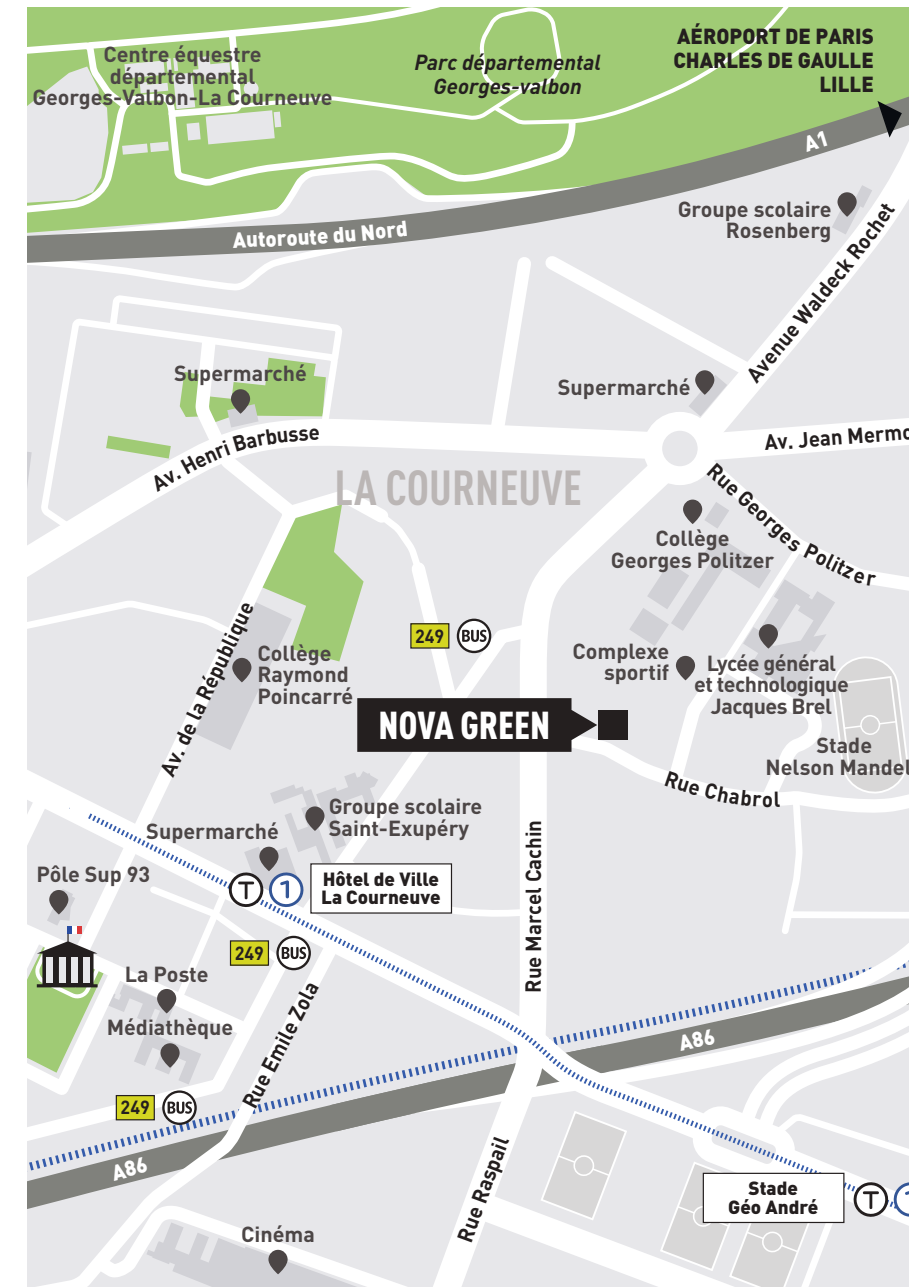 Centre équestre
départemental
Georges-Valbon-La Courneuve
Parc départemental
Georges-valbon
AÉROPORT DE PARIS
CHARLES DE GAULLE
LILLE
A1
Autoroute du Nord
Groupe scolaire
Rosenberg
Avenue Waldeck Rochet
Supermarché
Supermarché
Av. Henri Barbusse
Av. Jean Mermo
LA COURNEUVE
Rue Georges Politzer
Collège
Georges Politzer
249 BUS
Av. de la République
Collège
Raymond
Poincarré
Complexe
sportif
Lycée général
et technologique
Jacques Brel
NOVA GREEN
Stade
Nelson Mandel
Rue Chabrol
Groupe scolaire
Saint-Exupéry
Supermarché
Pôle Sup 93
T 1
Hôtel de Ville
La Courneuve
Rue Marcel Cachin
249 BUS
La Poste
Médiathèque
Rue Emile Zola
A86
249 BUS
A86
Rue Raspail
Stade
Géo André
T 1
Cinéma